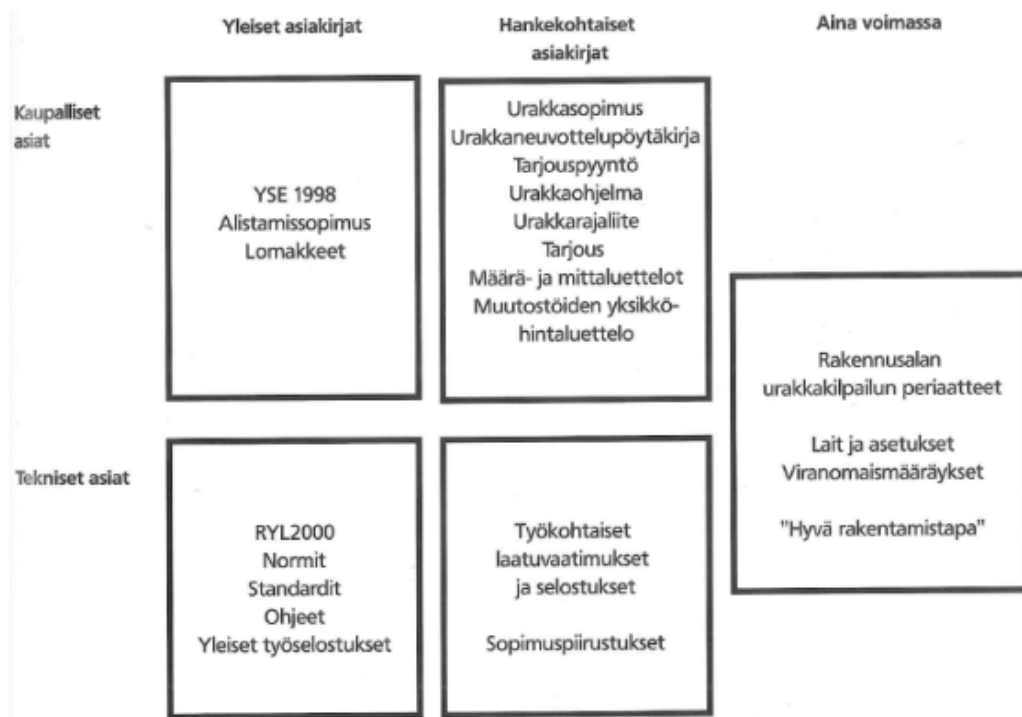 Yleiset asiakirjat
Hankekohtaiset
asiakirjat
Aina voimassa
Kaupalliset
asiat
YSE 1998
Alistamissopimus
Lomakkeet
Urakkasopimus
Urakkaneuvottelupöytäkirja
Tarjouspyyntö
Urakkaohjelma
Urakkarajaliite
Tarjous
Määrä- ja mittaluettelot
Muutostöiden yksikkö-
hintaluettelo
Rakennusalan
urakkakilpailun periaatteet
Lait ja asetukset
Viranomaismääräykset
"Hyvä rakentamistapa"
Tekniset asiat
RYL2000
Normit
Standardit
Ohjeet
Yleiset työselostukset
Työkohtaiset
laatuvaatimukset
ja selostukset
Sopimuspiirustukset